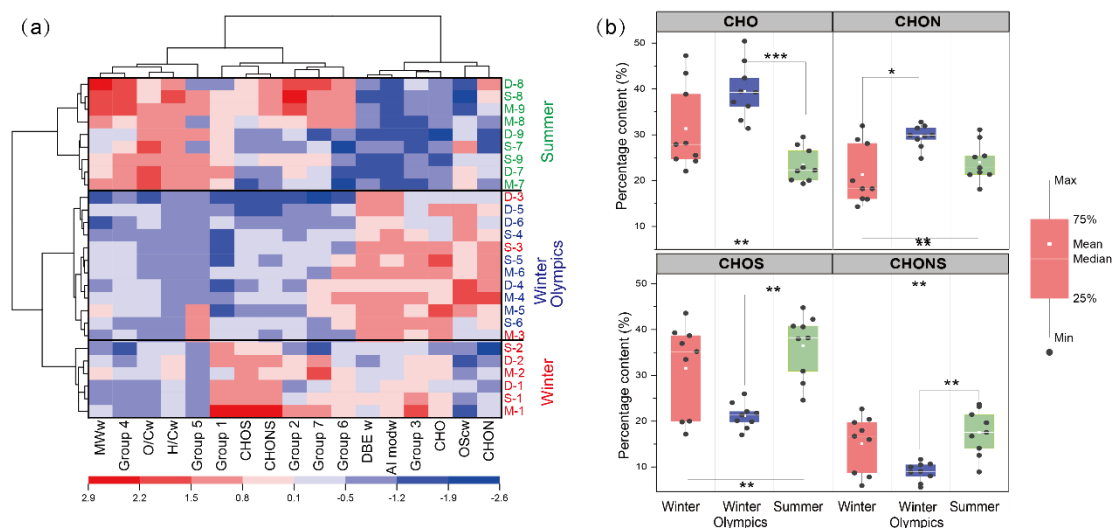 (a)
D-8
S-8
M-9
M-8
D-9
S-7
S-9
D-7
M-7
Summer
D-3
D-5
D-6
S-4
S-3
S-5
M-6
D-4
M-4
M-5
S-6
M-3
Winter
Olympics
S-2
D-2
M-2
D-1
S-1
M-1
Winter
MWw
Group 4
O/Cw
H/Cw
Group 5
Group 1
CHOS
CHONS
Group 2
Group 7
Group 6
DBE w
AI modw
Group 3
CHO
OScw
CHON
2.9 2.2 1.5 0.8 0.1 -0.5 -1.2 -1.9 -2.6
(b)
CHO CHON
Percentage content (%)
50
40
30
20
10
***
*
**
**
CHOS CHONS
Percentage content (%)
50
40
30
20
10
**
**
**
**
Winter Winter Olympics Summer Winter Winter Olympics Summer
Max
75%
Mean
Median
25%
Min